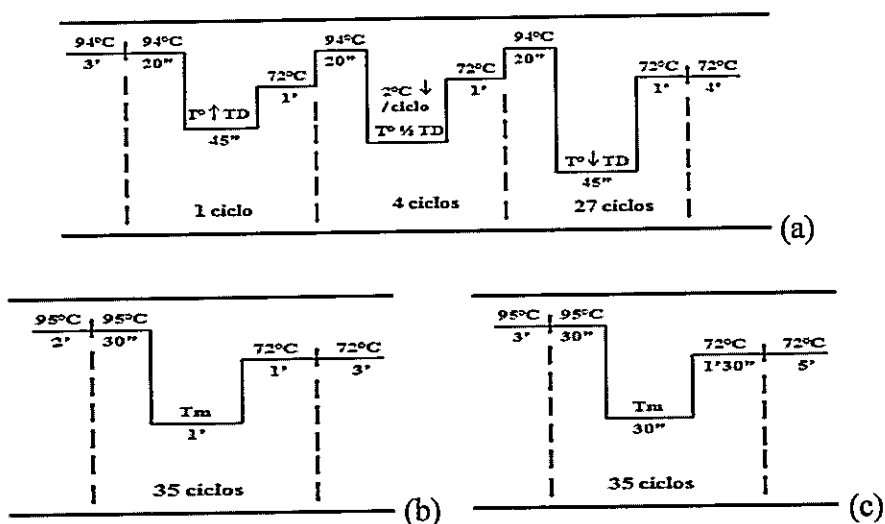 94°C 94°C 94°C 94°C
3' 20" 72°C 20" 72°C 20" 72°C 72°C
1' 2°C ↓ 1' 1' 4'
/ciclo
T° ↑ TD T° ½ TD T° ↓ TD
45" 45"
1 ciclo 4 ciclos 27 ciclos
(a)
95°C 95°C
2' 30" 72°C 72°C
1' 3'
Tm
1'
35 ciclos
(b)
95°C 95°C
3' 30" 72°C 72°C
1'30" 5'
Tm
30"
35 ciclos
(c)